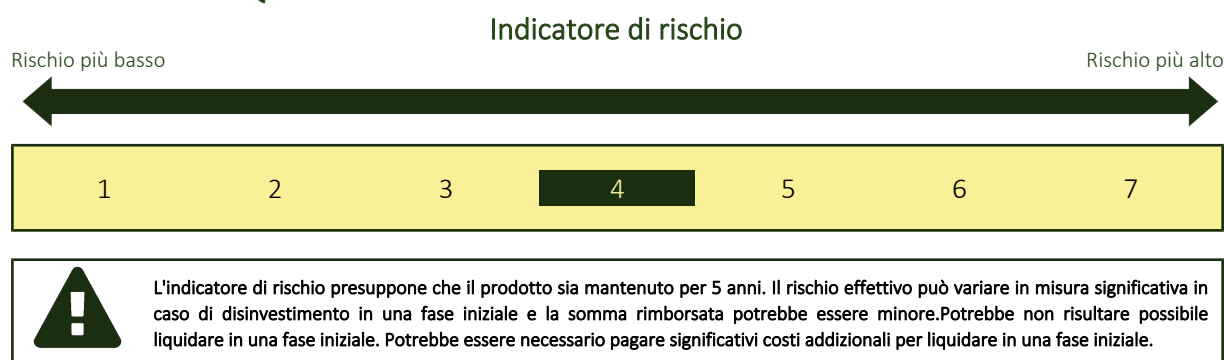 Indicatore di rischio
Rischio più basso
Rischio più alto
1 2 3 4 5 6 7
L'indicatore di rischio presuppone che il prodotto sia mantenuto per 5 anni. Il rischio effettivo può variare in misura significativa in
caso di disinvestimento in una fase iniziale e la somma rimborsata potrebbe essere minore.Potrebbe non risultare possibile
liquidare in una fase iniziale. Potrebbe essere necessario pagare significativi costi addizionali per liquidare in una fase iniziale.